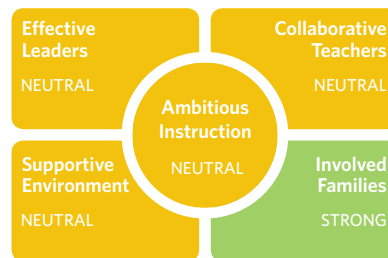 Effective
Leaders
NEUTRAL
Collaborative
Teachers
NEUTRAL
Ambitious
Instruction
NEUTRAL
Supportive
Environment
NEUTRAL
Involved
Families
STRONG